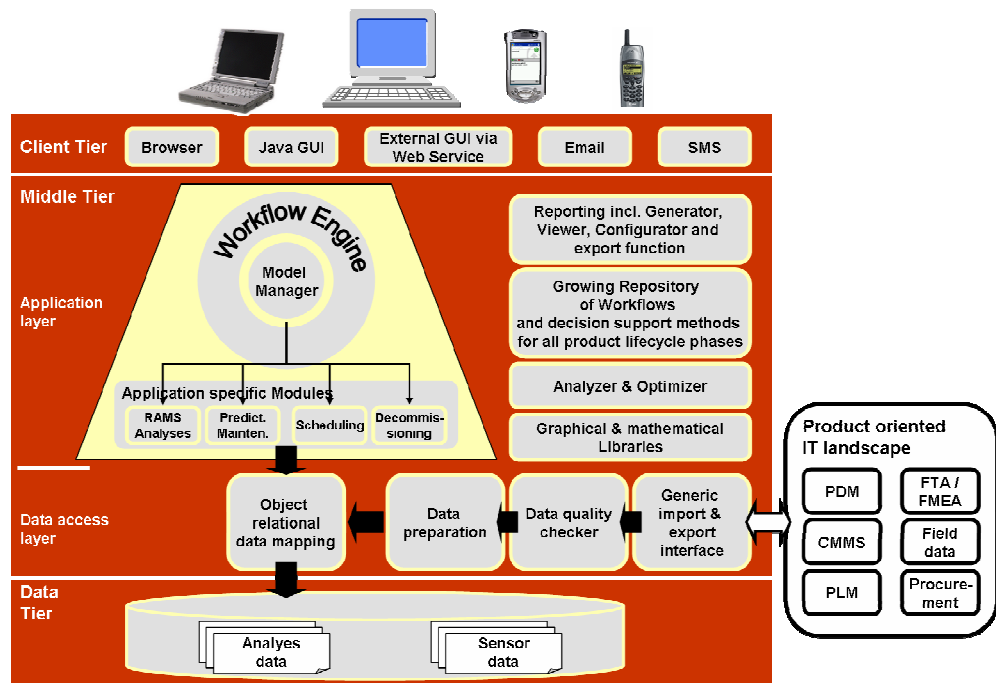 Client Tier
Browser
Java GUI
External GUI via
Web Service
Email
SMS
Middle Tier
Workflow Engine
Model
Manager
Application
layer
Application specific Modules
RAMS
Analyses
Predict.
Mainten.
Scheduling
Decommis-
sioning
Reporting incl. Generator,
Viewer, Configurator and
export function
Growing Repository
of Workflows
and decision support methods
for all product lifecycle phases
Analyzer & Optimizer
Graphical & mathematical
Libraries
Data access
layer
Object
relational
data mapping
Data
preparation
Data quality
checker
Generic
import &
export
interface
Product oriented
IT landscape
PDM
FTA /
FMEA
CMMS
Field
data
PLM
Procure-
ment
Data
Tier
Analyes
data
Sensor
data